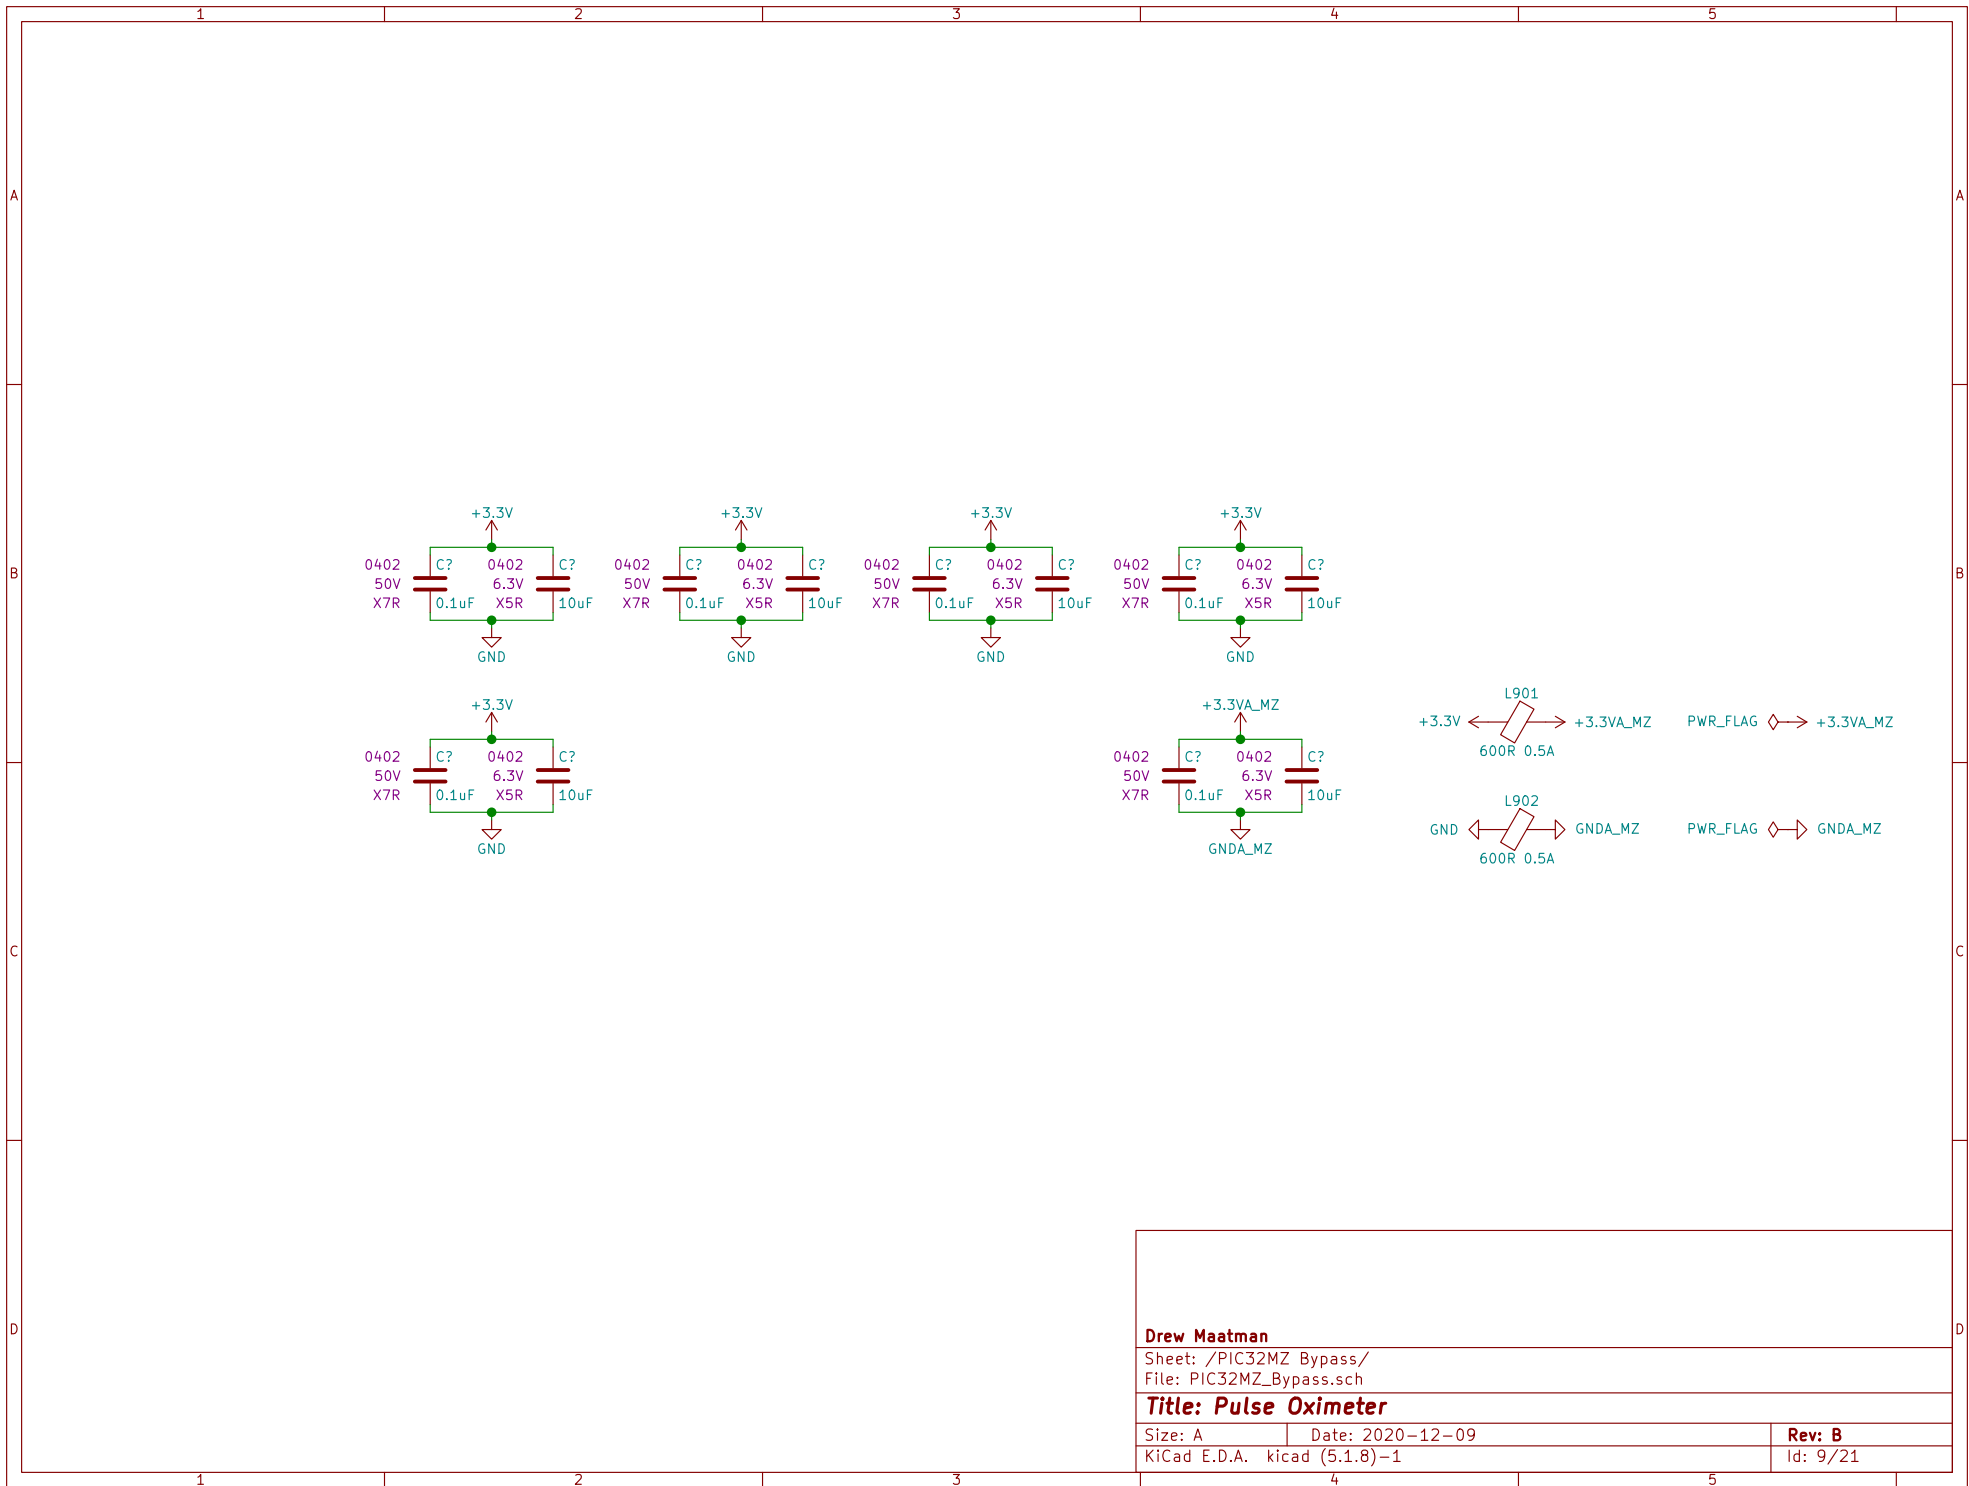 1 2 3 4 5
A A
+3.3V +3.3V +3.3V +3.3V
0402 C? 0402 C? 0402 C? 0402 C? 0402 C? 0402 C? 0402 C? 0402 C?
B B
50V 6.3V 50V 6.3V 50V 6.3V 50V 6.3V
X7R 0.1uF X5R 10uF X7R 0.1uF X5R 10uF X7R 0.1uF X5R 10uF X7R 0.1uF X5R 10uF
GND GND GND GND
L901
+3.3V +3.3VA_MZ
+3.3V +3.3VA_MZ PWR_FLAG +3.3VA_MZ
600R 0.5A
0402 C? 0402 C? 0402 C? 0402 C?
50V 6.3V 50V 6.3V
X7R 0.1uF X5R 10uF X7R 0.1uF X5R 10uF
L902
GND GNDA_MZ PWR_FLAG GNDA_MZ
GND GNDA_MZ
600R 0.5A
C C
D D
Drew Maatman
Sheet: /PIC32MZ Bypass/
File: PIC32MZ_Bypass.sch
Title: Pulse Oximeter
Size: A Date: 2020-12-09 Rev: B
KiCad E.D.A. kicad (5.1.8)-1 Id: 9/21
1 2 3 4 5